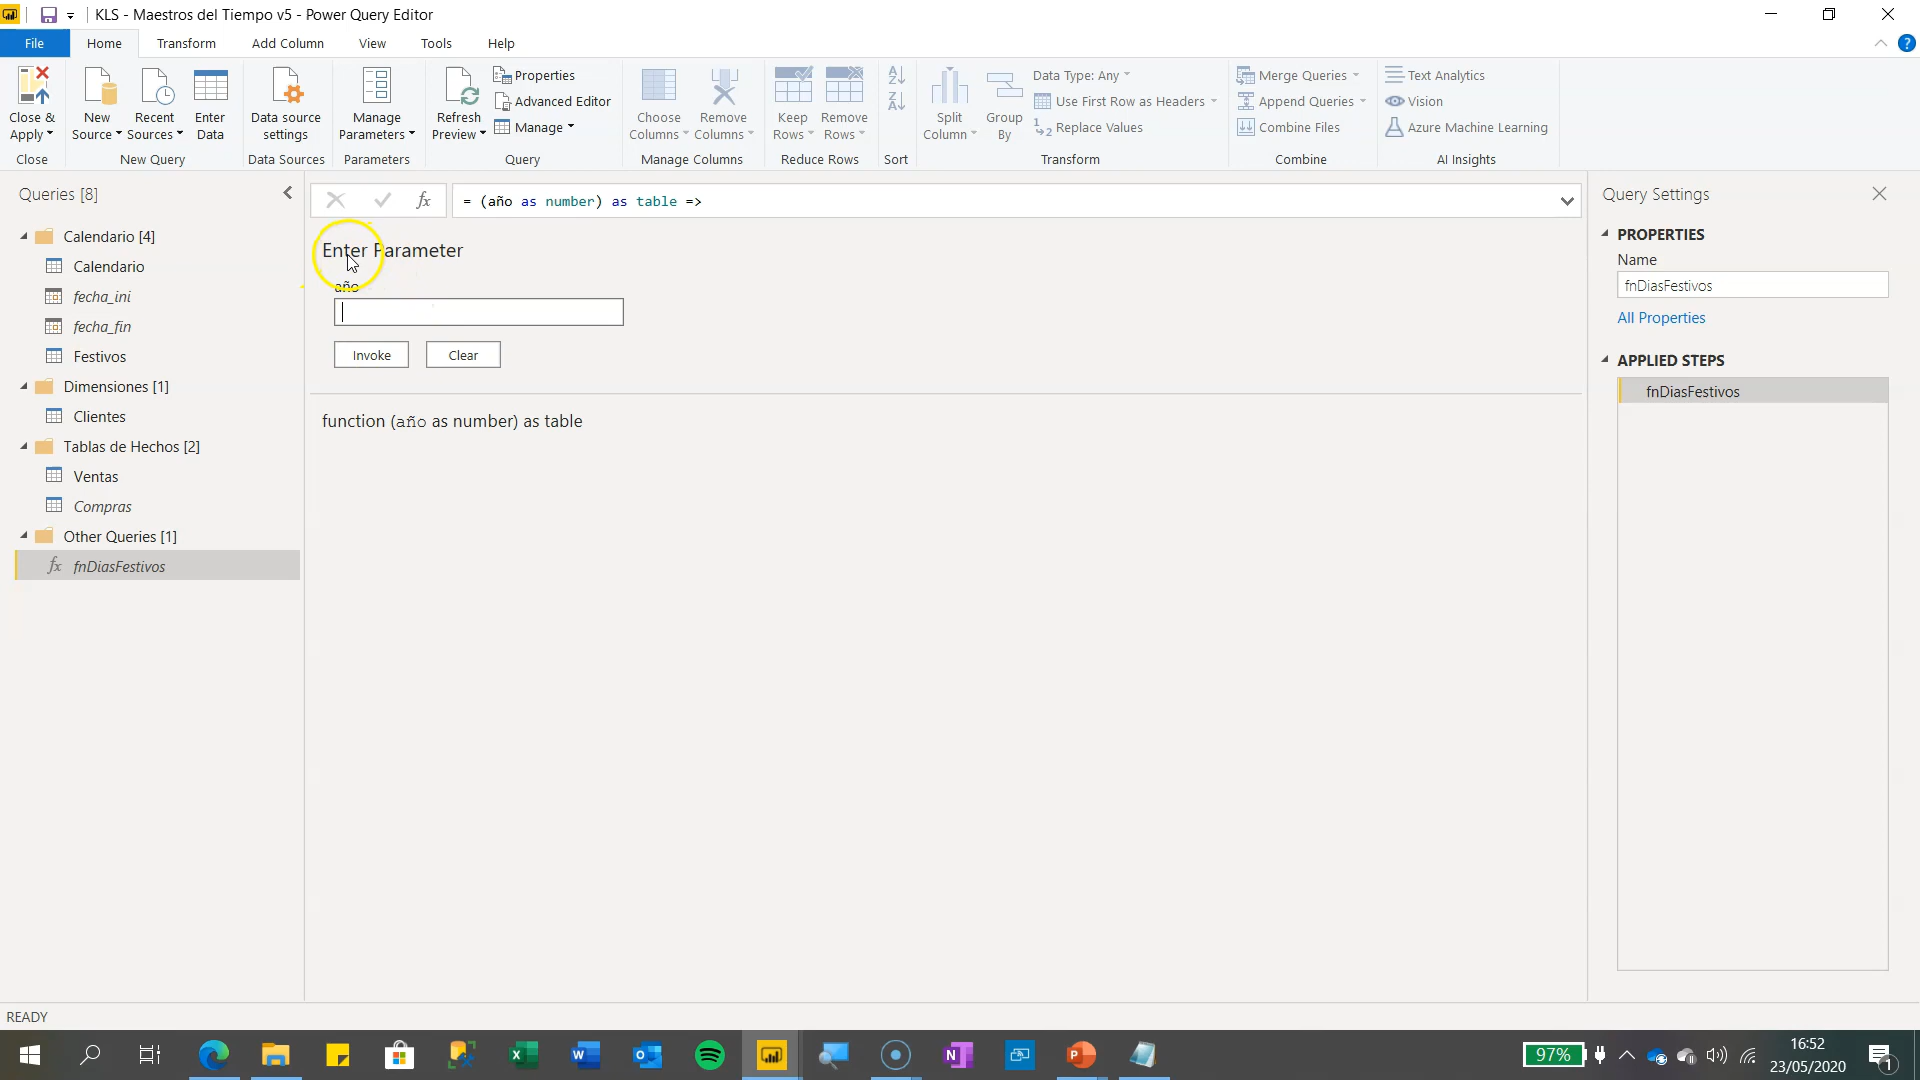 KLS - Maestros del Tiempo v5 - Power Query Editor
File Home Transform Add Column View Tools Help
Close & Apply
Close
New Source
Recent Sources
Enter Data
New Query
Data source settings
Data Sources
Manage Parameters
Parameters
Refresh Preview
Properties
Advanced Editor
Manage
Query
Choose Columns
Remove Columns
Manage Columns
Keep Rows
Remove Rows
Reduce Rows
Sort
Split Column
Group By
Data Type: Any
Use First Row as Headers
Replace Values
Transform
Merge Queries
Append Queries
Combine Files
Combine
Text Analytics
Vision
Azure Machine Learning
AI Insights
Queries [8]
Calendario [4]
Calendario
fecha_ini
fecha_fin
Festivos
Dimensiones [1]
Clientes
Tablas de Hechos [2]
Ventas
Compras
Other Queries [1]
fx fnDiasFestivos
fx = (año as number) as table =>
Enter Parameter
año
Invoke Clear
function (año as number) as table
Query Settings
PROPERTIES
Name
fnDiasFestivos
All Properties
APPLIED STEPS
fnDiasFestivos
READY
97%
16:52
23/05/2020
1